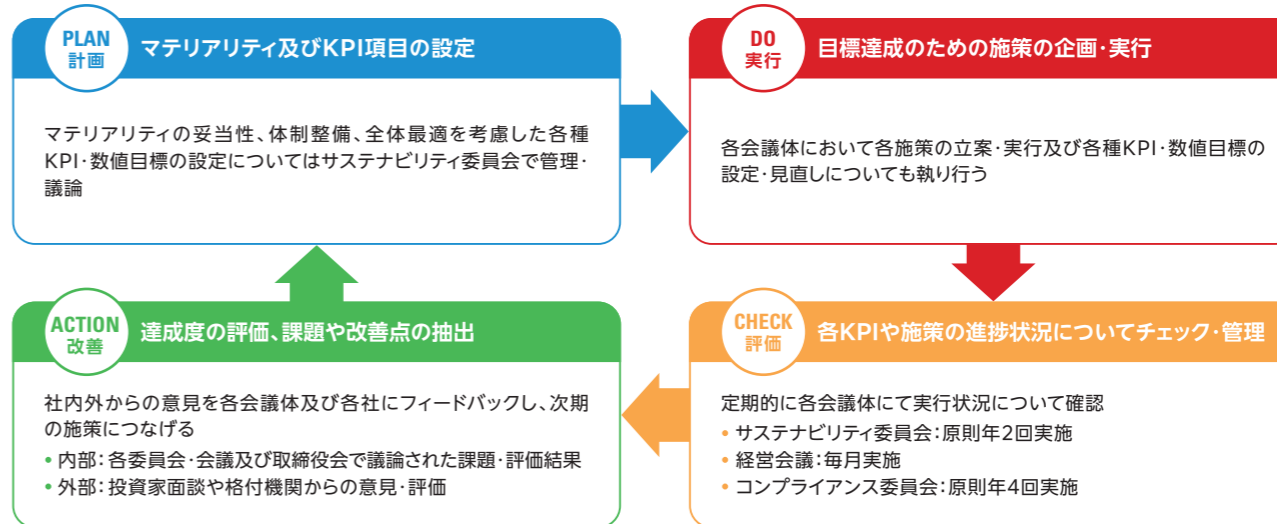 PLAN
計画
マテリアリティ及びKPI項目の設定
マテリアリティの妥当性、体制整備、全体最適を考慮した各種
KPI・数値目標の設定についてはサステナビリティ委員会で管理・
議論
DO
実行
目標達成のための施策の企画・実行
各会議体において各施策の立案・実行及び各種KPI・数値目標の
設定・見直しについても執り行う
CHECK
評価
各KPIや施策の進捗状況についてチェック・管理
定期的に各会議体にて実行状況について確認
• サステナビリティ委員会：原則年2回実施
• 経営会議：毎月実施
• コンプライアンス委員会：原則年4回実施
ACTION
改善
達成度の評価、課題や改善点の抽出
社内外からの意見を各会議体及び各社にフィードバックし、次期
の施策につなげる
• 内部：各委員会・会議及び取締役会で議論された課題・評価結果
• 外部：投資家面談や格付機関からの意見・評価